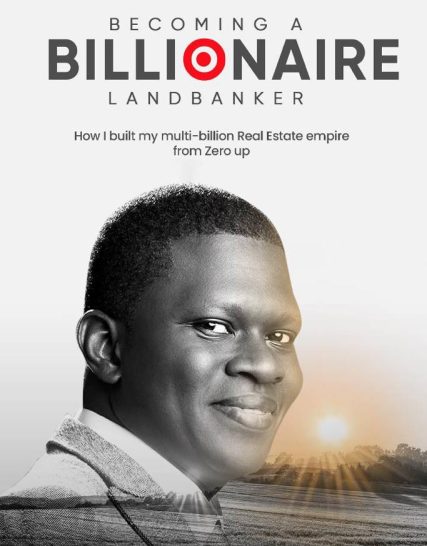 BECOMING A
BILLIONAIRE
LANDBANKER
How I built my multi-billion Real Estate empire
from Zero up